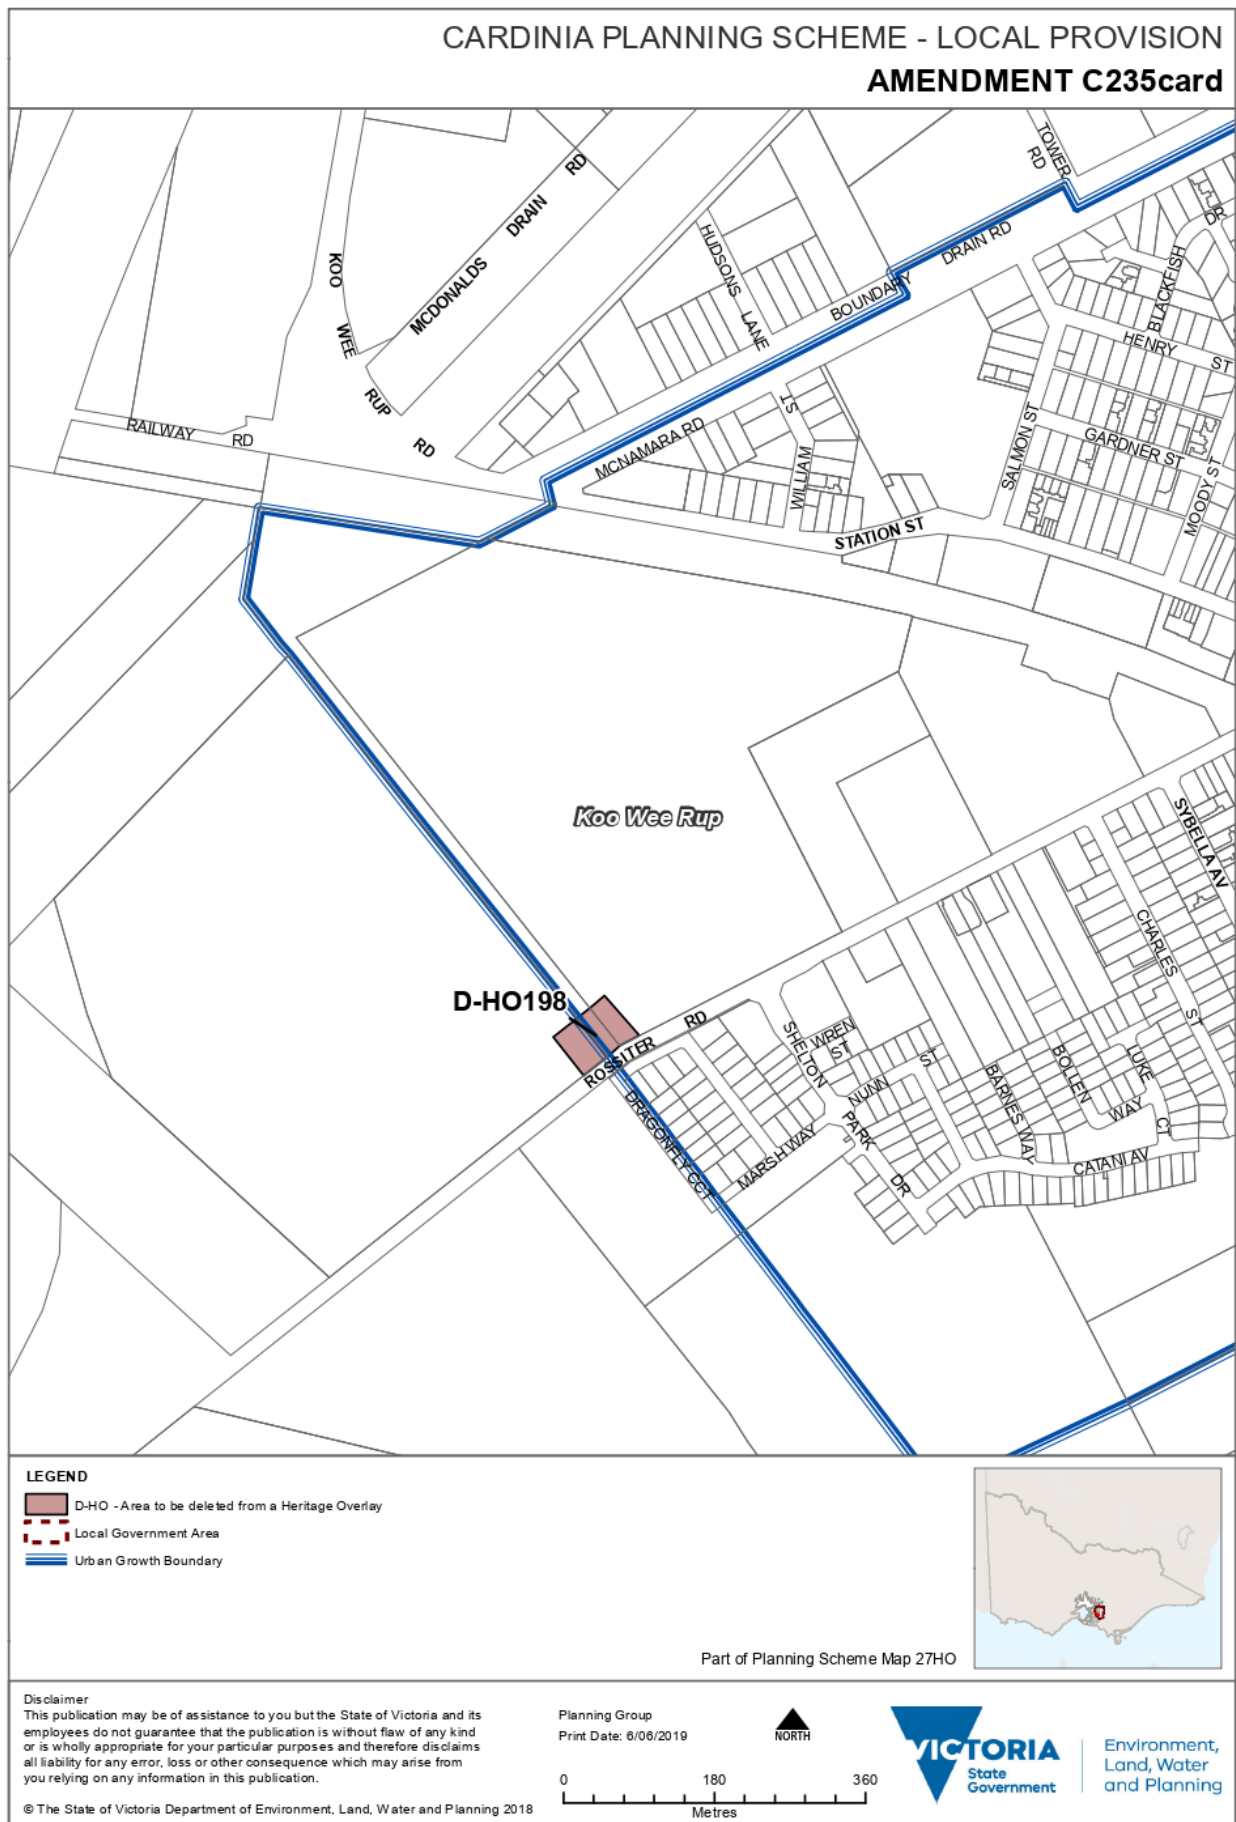 CARDINIA PLANNING SCHEME - LOCAL PROVISION
AMENDMENT C235card
TOWER
RD
DRAIN RD
BOUNDARY
HUDSONS
LANE
KOO
WEE
RUP
RD
MCDONALDS
DRAIN
RD
RAILWAY
RD
MCNAMARA RD
WILLIAM
ST
STATION ST
SALMON ST
BLACKFISH
DR
HENRY
ST
GARDNER ST
MOODY ST
Koo Wee Rup
SYBELLA AV
CHARLES
ST
D-HO198
ROSSITER
RD
SHELTON
PARK
DR
WREN
ST
NUNN
ST
BARNES WAY
BOLLEN
WAY
LUKE
CT
CATANI AV
MARSH WAY
DRAGONFLY CCT
LEGEND
D-HO - Area to be deleted from a Heritage Overlay
Local Government Area
Urban Growth Boundary
Part of Planning Scheme Map 27HO
Disclaimer
This publication may be of assistance to you but the State of Victoria and its
employees do not guarantee that the publication is without flaw of any kind
or is wholly appropriate for your particular purposes and therefore disclaims
all liability for any error, loss or other consequence which may arise from
you relying on any information in this publication.
© The State of Victoria Department of Environment, Land, Water and Planning 2018
Planning Group
Print Date: 6/06/2019
NORTH
0 180 360
Metres
VICTORIA
State
Government
Environment,
Land, Water
and Planning